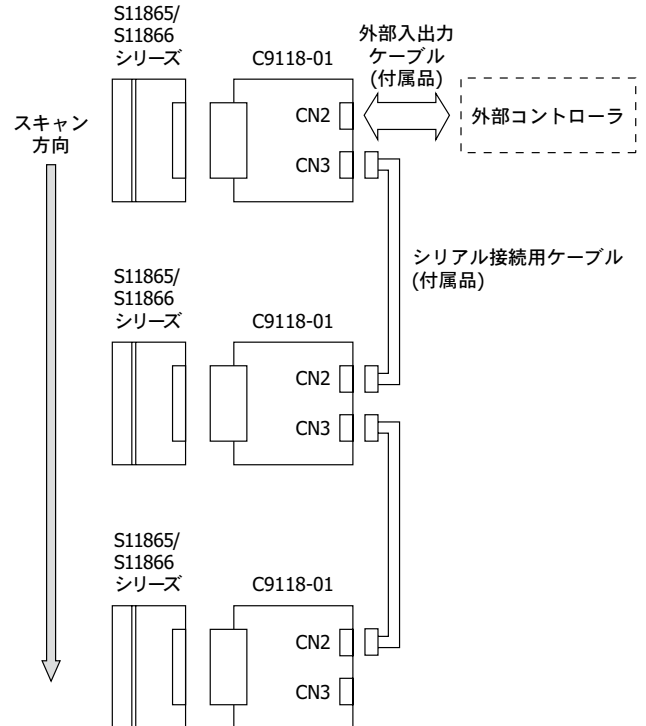 S11865/
S11866
シリーズ
C9118-01
外部入出力
ケーブル
(付属品)
CN2
外部コントローラ
スキャン
方向
CN3
シリアル接続用ケーブル
(付属品)
S11865/
S11866
シリーズ
C9118-01
CN2
CN3
S11865/
S11866
シリーズ
C9118-01
CN2
CN3